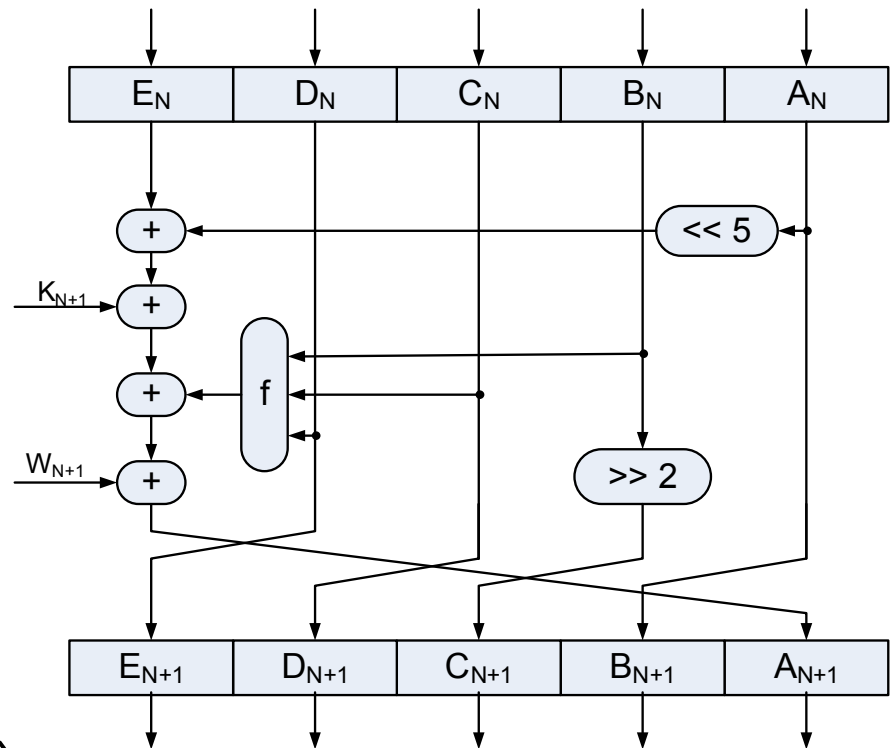 E_N D_N C_N B_N A_N
+ << 5
K_N+1 +
+ f
W_N+1 + >> 2
E_N+1 D_N+1 C_N+1 B_N+1 A_N+1